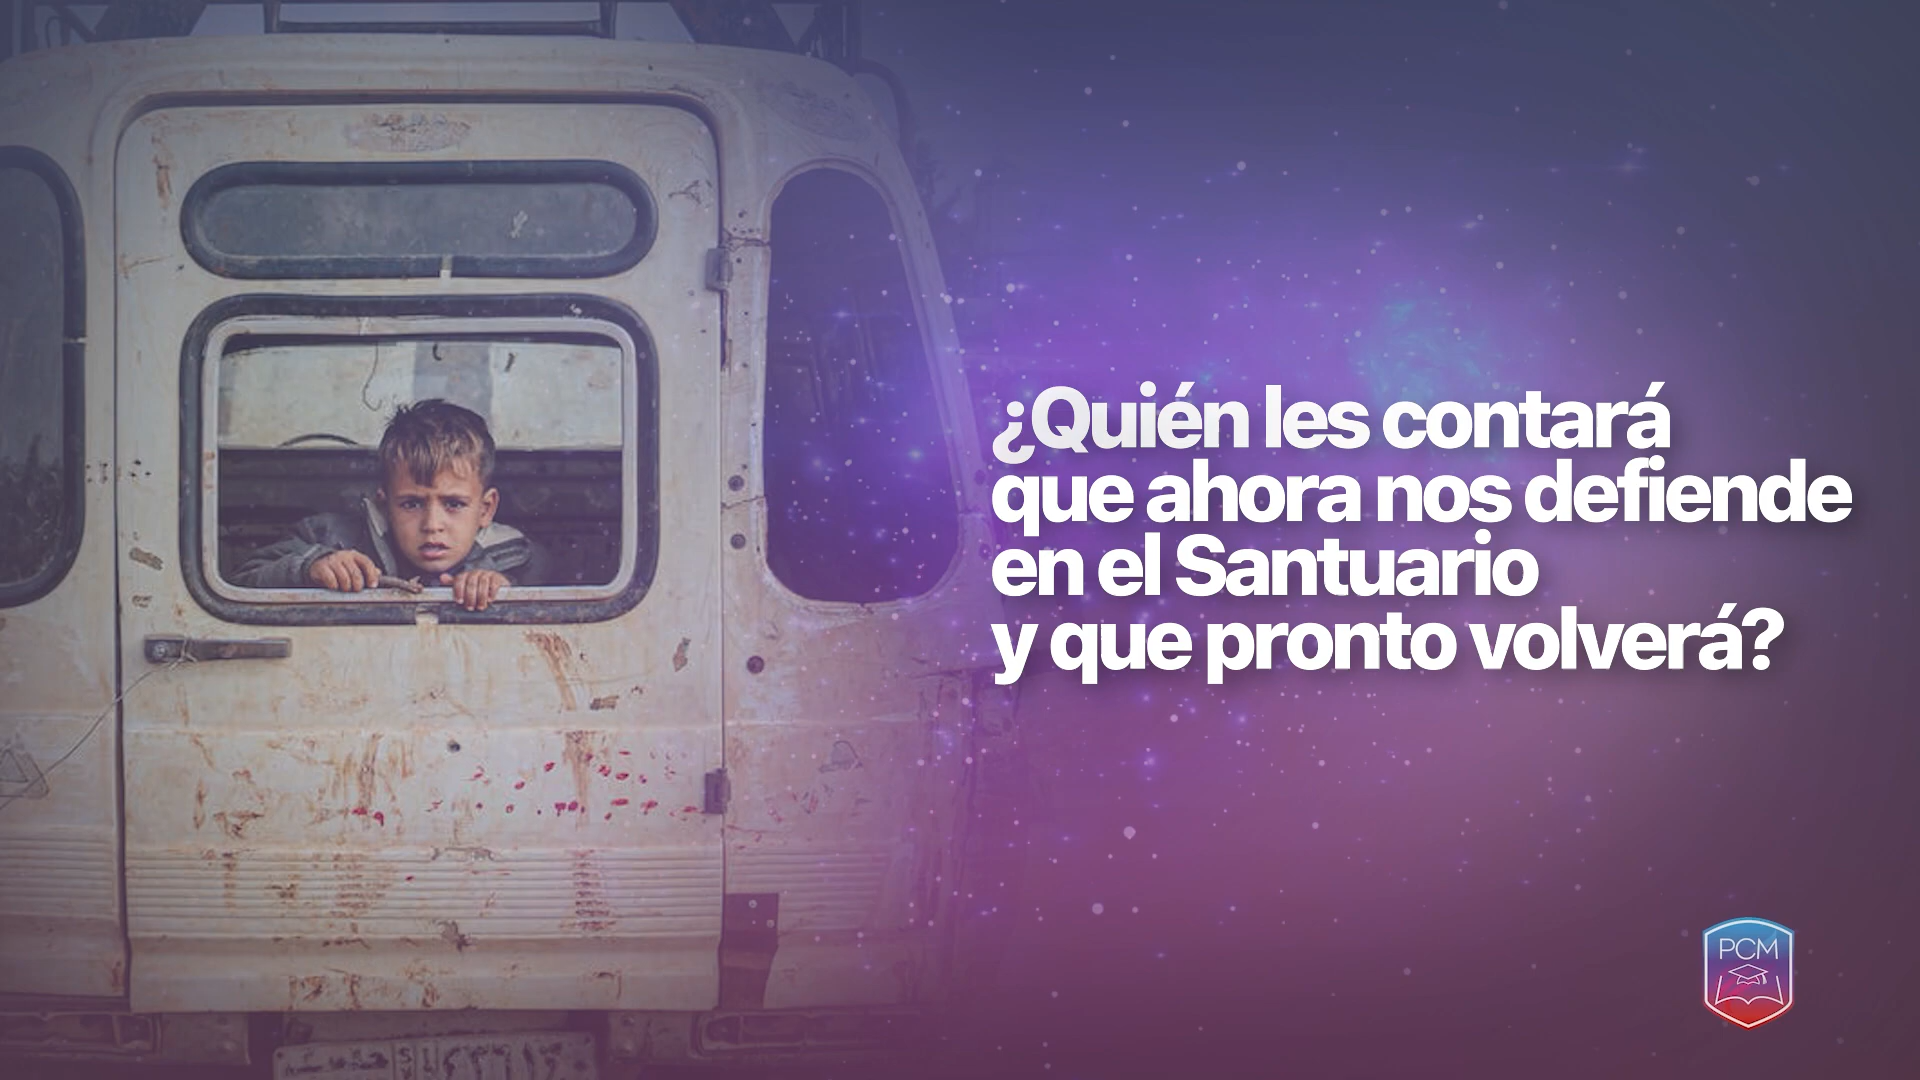 ¿Quién les contará
que ahora nos defiende
en el Santuario
y que pronto volverá?
PCM